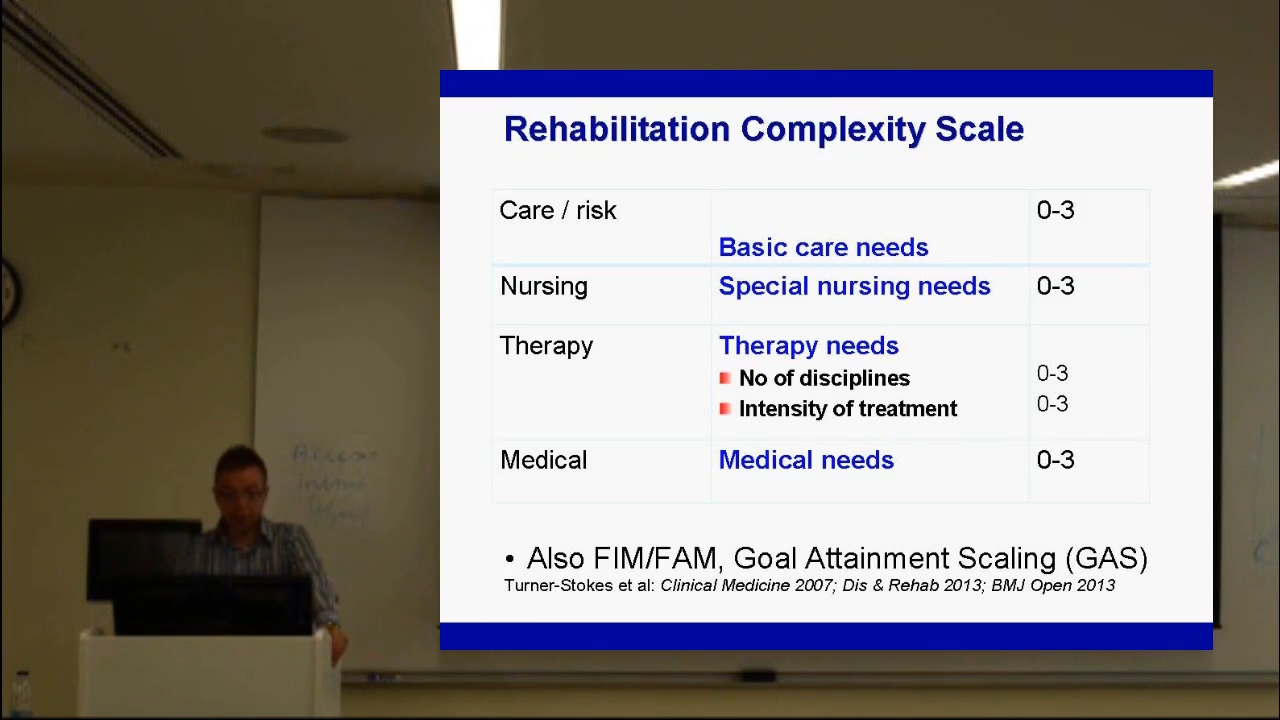 Rehabilitation Complexity Scale
Care / risk
0-3
Basic care needs
Nursing Special nursing needs 0-3
Therapy Therapy needs
No of disciplines 0-3
Intensity of treatment 0-3
Medical Medical needs 0-3
• Also FIM/FAM, Goal Attainment Scaling (GAS)
Turner-Stokes et al: Clinical Medicine 2007; Dis & Rehab 2013; BMJ Open 2013